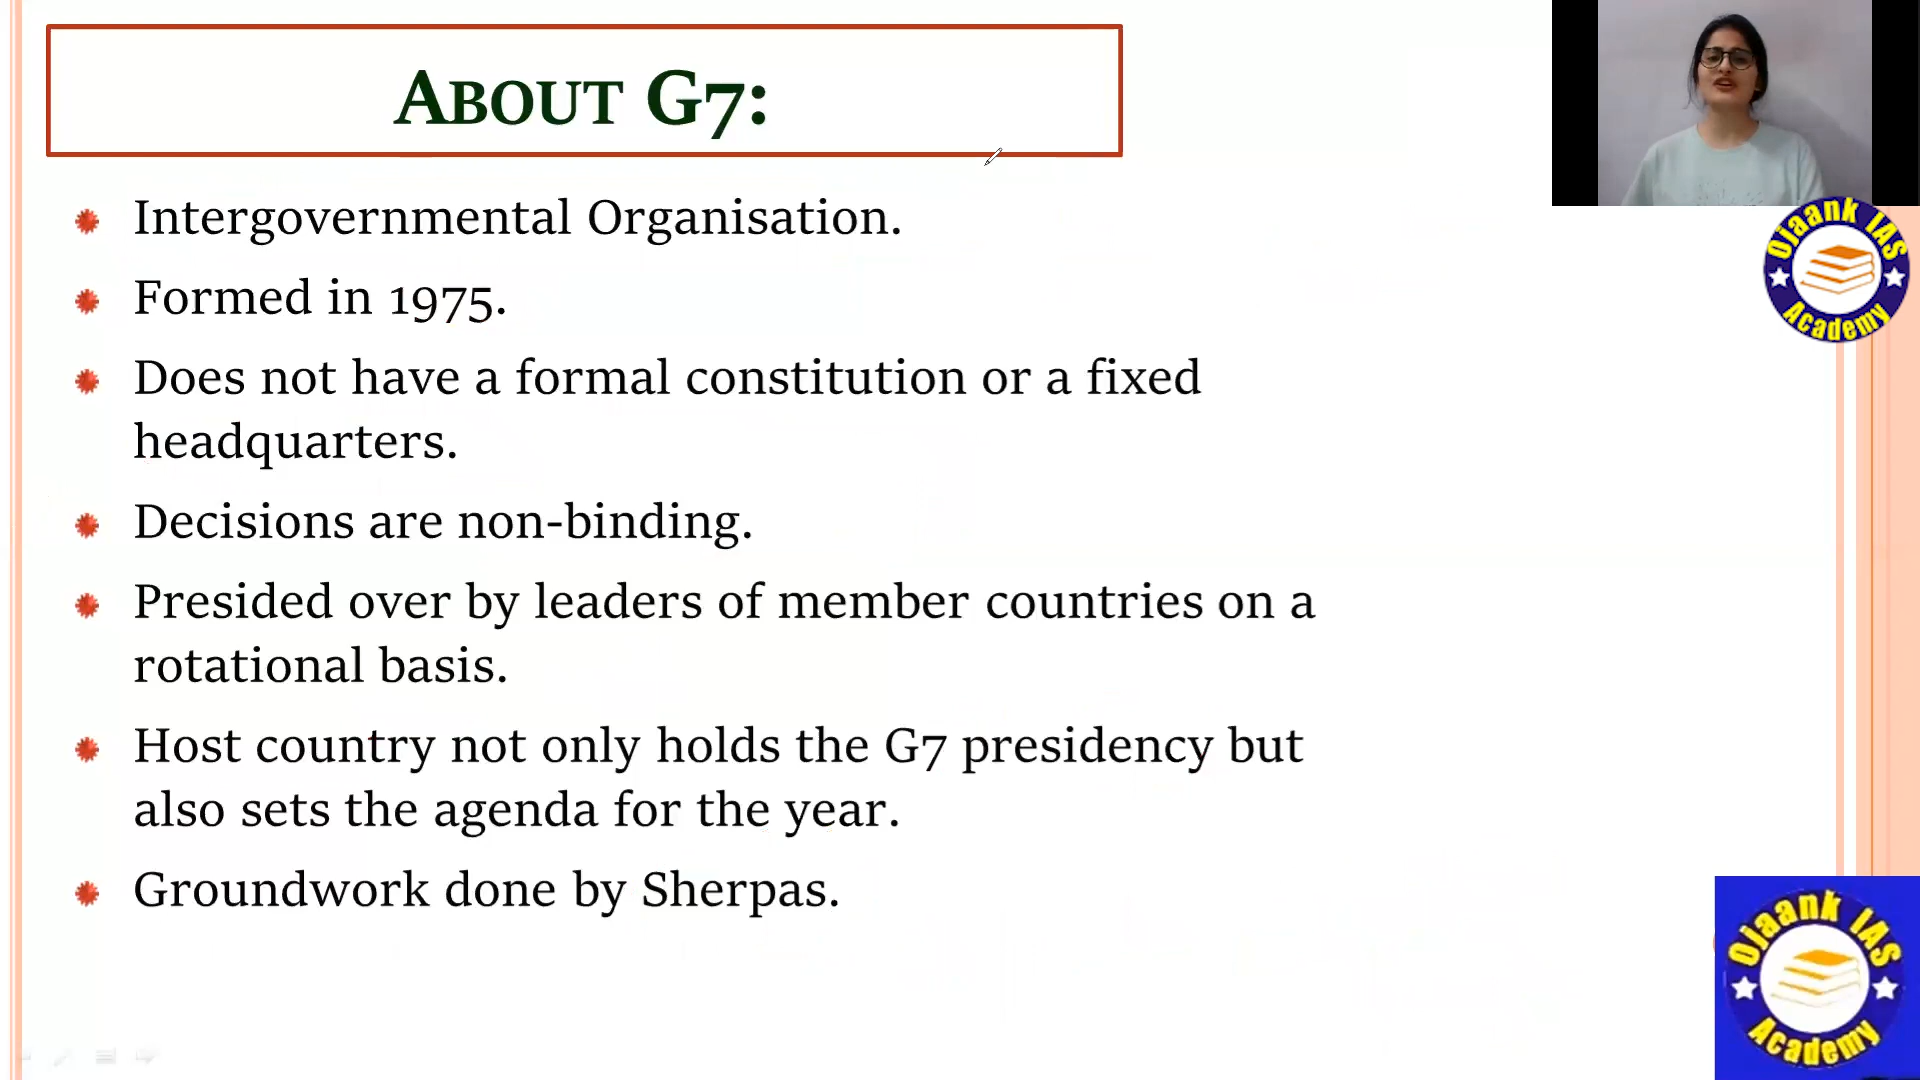 ABOUT G7:
Intergovernmental Organisation.
Formed in 1975.
Does not have a formal constitution or a fixed
headquarters.
Decisions are non-binding.
Presided over by leaders of member countries on a
rotational basis.
Host country not only holds the G7 presidency but
also sets the agenda for the year.
Groundwork done by Sherpas.
Ojaank IAS
Academy
Ojaank IAS
Academy